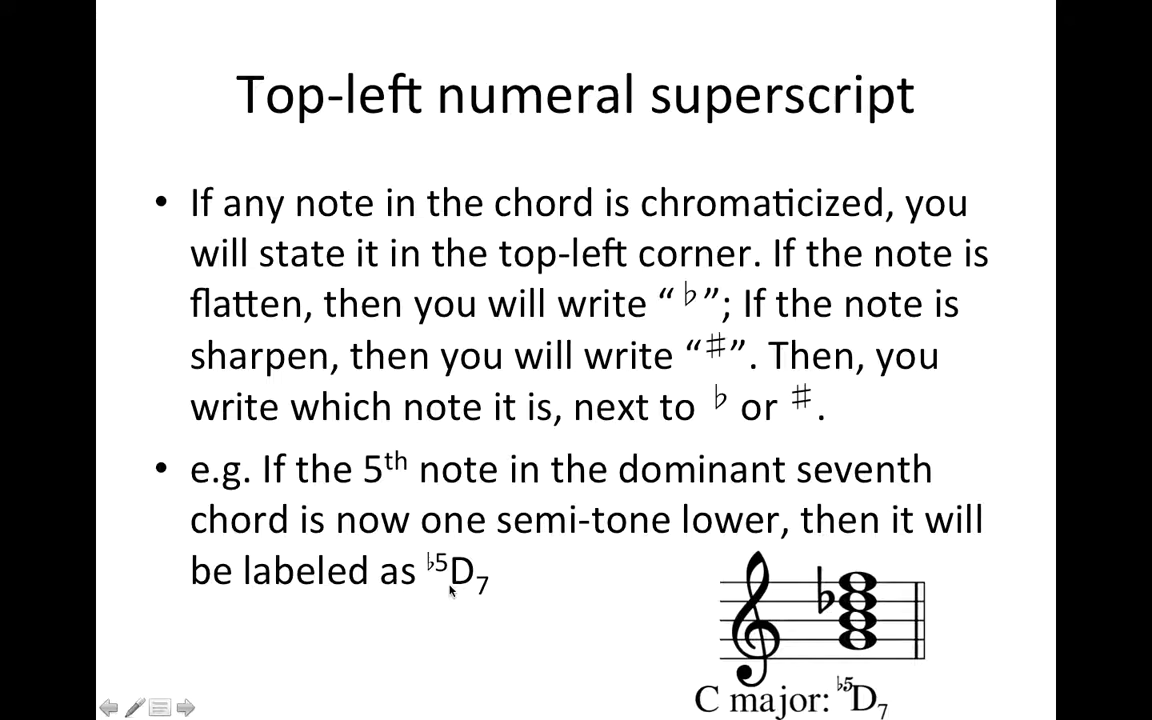 Top-left numeral superscript
• If any note in the chord is chromaticized, you
will state it in the top-left corner. If the note is
flatten, then you will write “♭”; If the note is
sharpen, then you will write “♯”. Then, you
write which note it is, next to ♭ or ♯.
• e.g. If the 5th note in the dominant seventh
chord is now one semi-tone lower, then it will
be labeled as ♭5D7
C major: ♭5D7